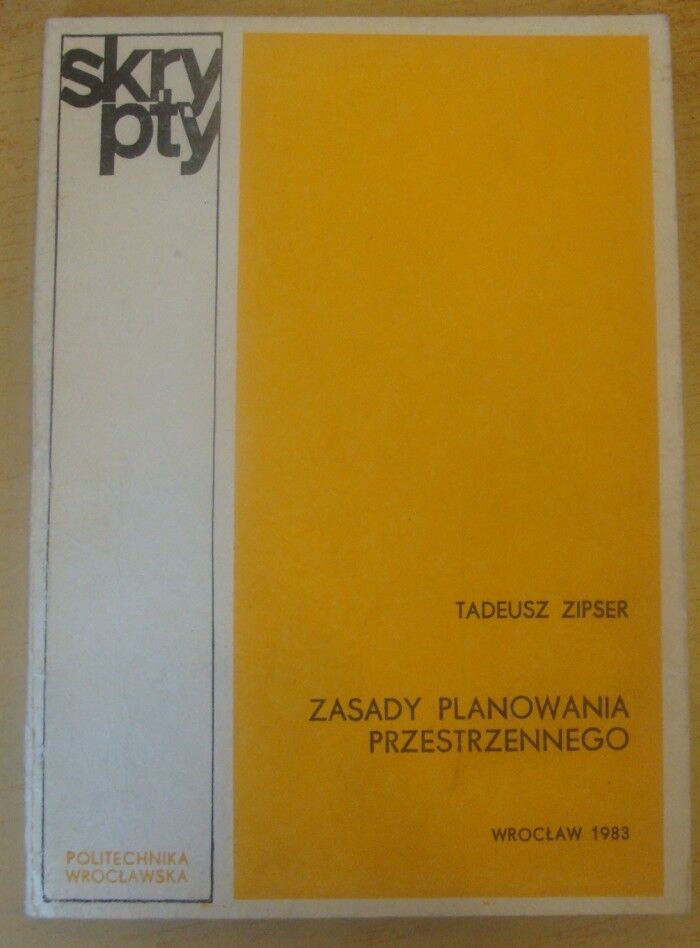 skry
pty
TADEUSZ ZIPSER
ZASADY PLANOWANIA
PRZESTRZENNEGO
WROCŁAW 1983
POLITECHNIKA
WROCŁAWSKA